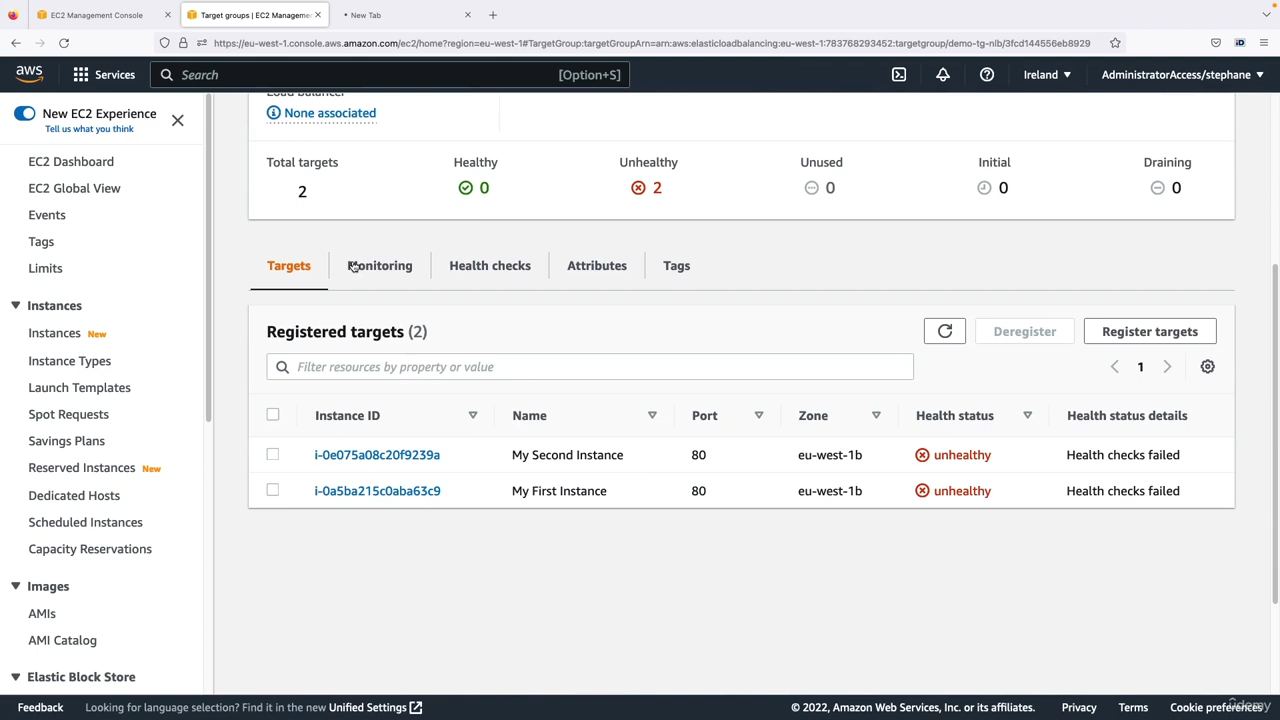 EC2 Management Console
Target groups | EC2 Manageme
New Tab
https://eu-west-1.console.aws.amazon.com/ec2/home?region=eu-west-1#TargetGroup:targetGroupArn=arn:aws:elasticloadbalancing:eu-west-1:783768293452:targetgroup/demo-tg-nlb/3fcd144556eb8929
aws Services Search [Option+S] Ireland AdministratorAccess/stephane
New EC2 Experience
Tell us what you think
EC2 Dashboard
EC2 Global View
Events
Tags
Limits
Instances
Instances New
Instance Types
Launch Templates
Spot Requests
Savings Plans
Reserved Instances New
Dedicated Hosts
Scheduled Instances
Capacity Reservations
Images
AMIs
AMI Catalog
Elastic Block Store
Load balancer
None associated
Total targets Healthy Unhealthy Unused Initial Draining
2 0 2 0 0 0
Targets Monitoring Health checks Attributes Tags
Registered targets (2) Deregister Register targets
Filter resources by property or value 1
Instance ID Name Port Zone Health status Health status details
i-0e075a08c20f9239a My Second Instance 80 eu-west-1b unhealthy Health checks failed
i-0a5ba215c0aba63c9 My First Instance 80 eu-west-1b unhealthy Health checks failed
Feedback Looking for language selection? Find it in the new Unified Settings © 2022, Amazon Web Services, Inc. or its affiliates. Privacy Terms Cookie preferences
udemy